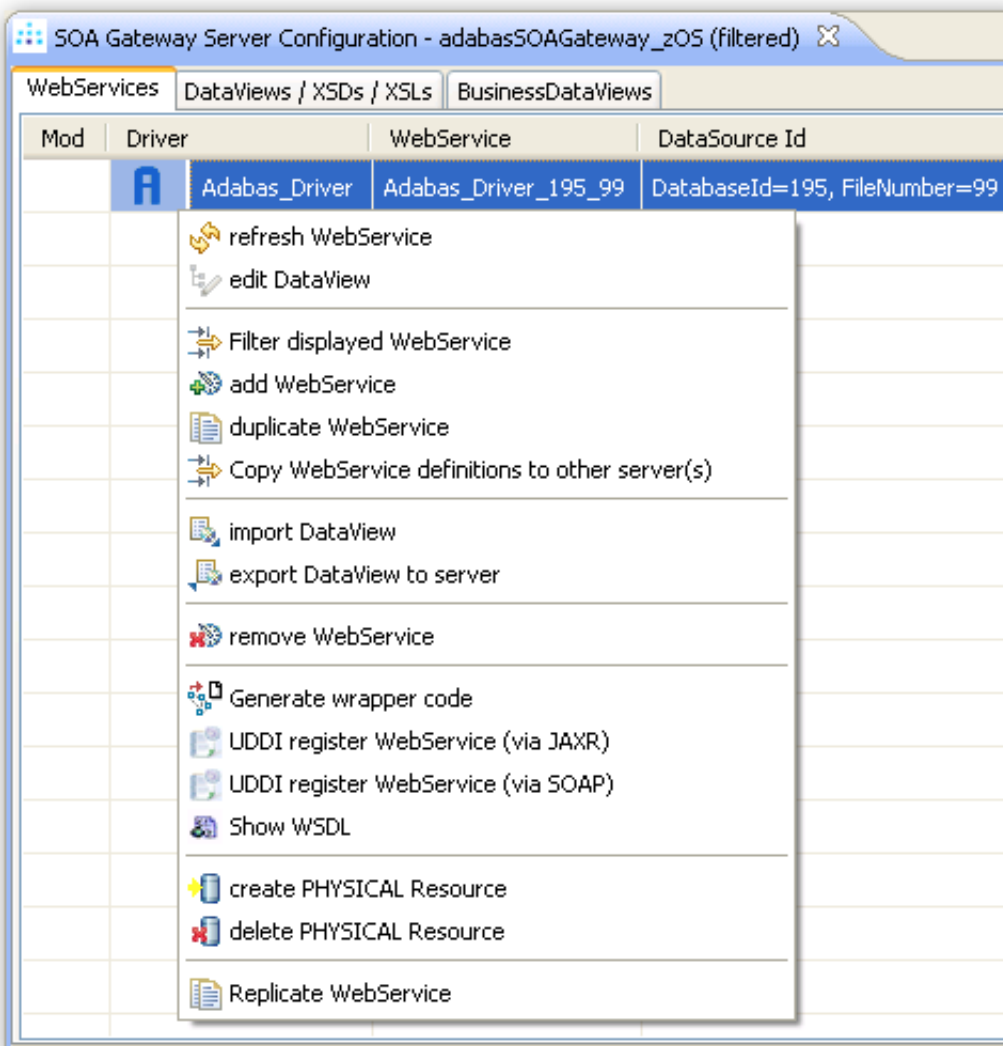 SOA Gateway Server Configuration - adabasSOAGateway_zOS (filtered)
WebServices DataViews / XSDs / XSLs BusinessDataViews
Mod Driver WebService DataSource Id
Adabas_Driver Adabas_Driver_195_99 DatabaseId=195, FileNumber=99
refresh WebService
edit DataView
Filter displayed WebService
add WebService
duplicate WebService
Copy WebService definitions to other server(s)
import DataView
export DataView to server
remove WebService
Generate wrapper code
UDDI register WebService (via JAXR)
UDDI register WebService (via SOAP)
Show WSDL
create PHYSICAL Resource
delete PHYSICAL Resource
Replicate WebService